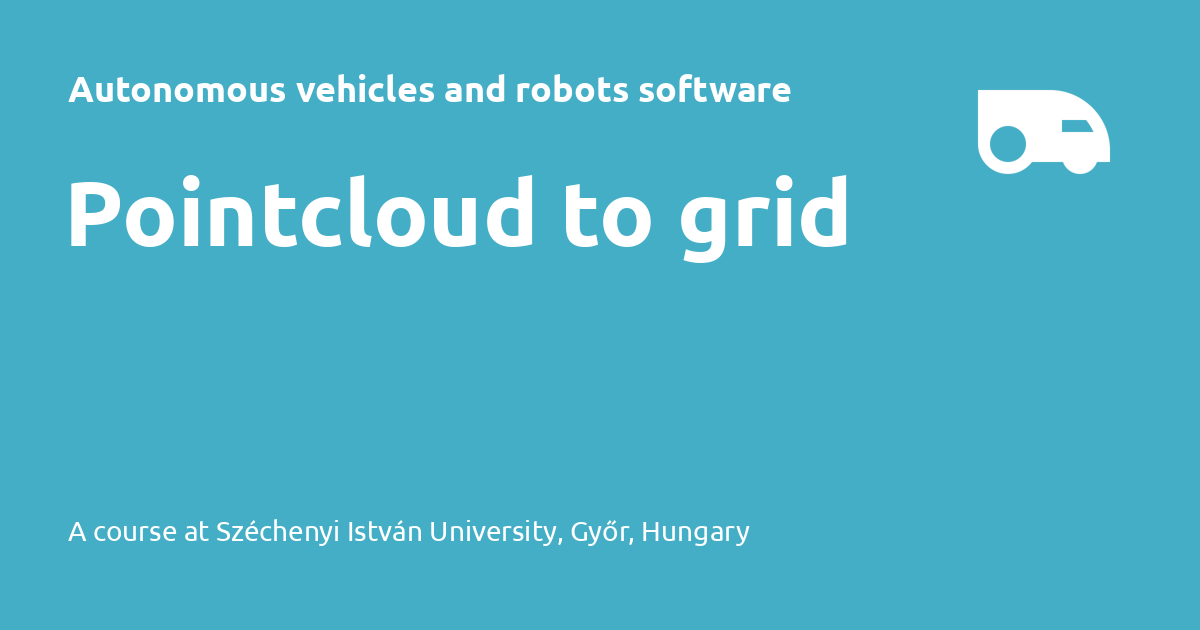 Autonomous vehicles and robots software
Pointcloud to grid
A course at Széchenyi István University, Győr, Hungary